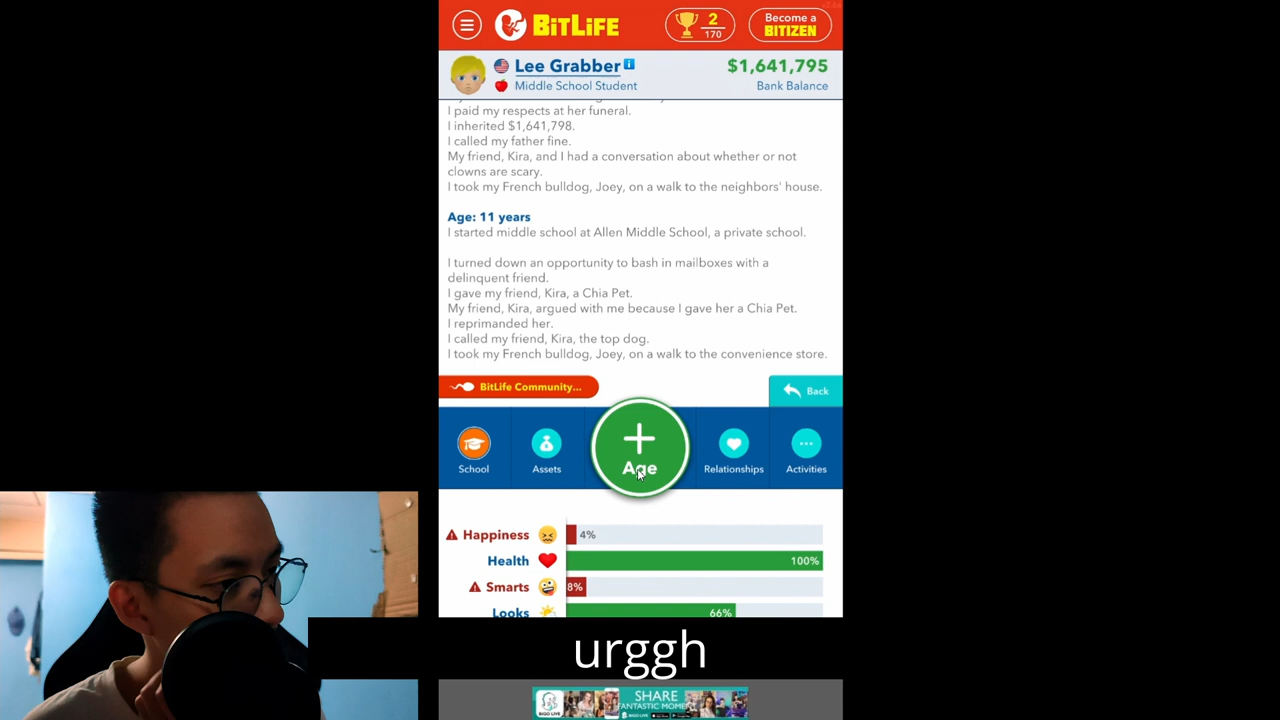 BITLIFE
2
170
Become a
BITIZEN
Lee Grabber
Middle School Student
$1,641,795
Bank Balance
I paid my respects at her funeral.
I inherited $1,641,798.
I called my father fine.
My friend, Kira, and I had a conversation about whether or not
clowns are scary.
I took my French bulldog, Joey, on a walk to the neighbors' house.
Age: 11 years
I started middle school at Allen Middle School, a private school.
I turned down an opportunity to bash in mailboxes with a
delinquent friend.
I gave my friend, Kira, a Chia Pet.
My friend, Kira, argued with me because I gave her a Chia Pet.
I reprimanded her.
I called my friend, Kira, the top dog.
I took my French bulldog, Joey, on a walk to the convenience store.
BitLife Community...
Back
School
Assets
Age
Relationships
Activities
Happiness 4%
Health 100%
Smarts 8%
Looks 66%
urggh
SHARE
FANTASTIC MOME
BIGO LIVE